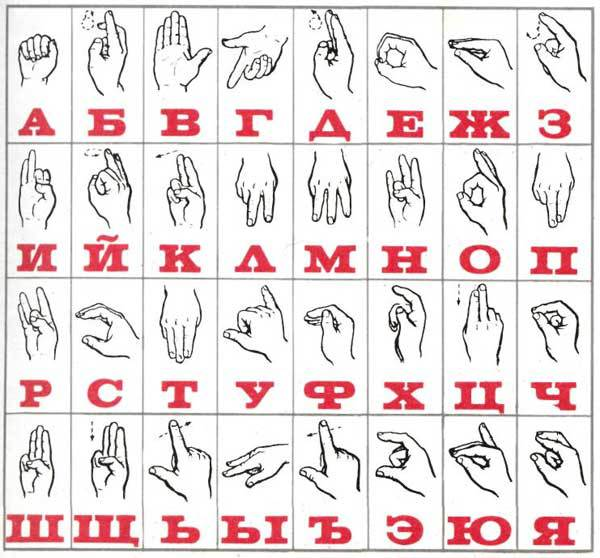 А Б В Г Д Е Ж З
И Й К Л М Н О П
Р С Т У Ф Х Ц Ч
Ш Щ Ь Ы Ъ Э Ю Я